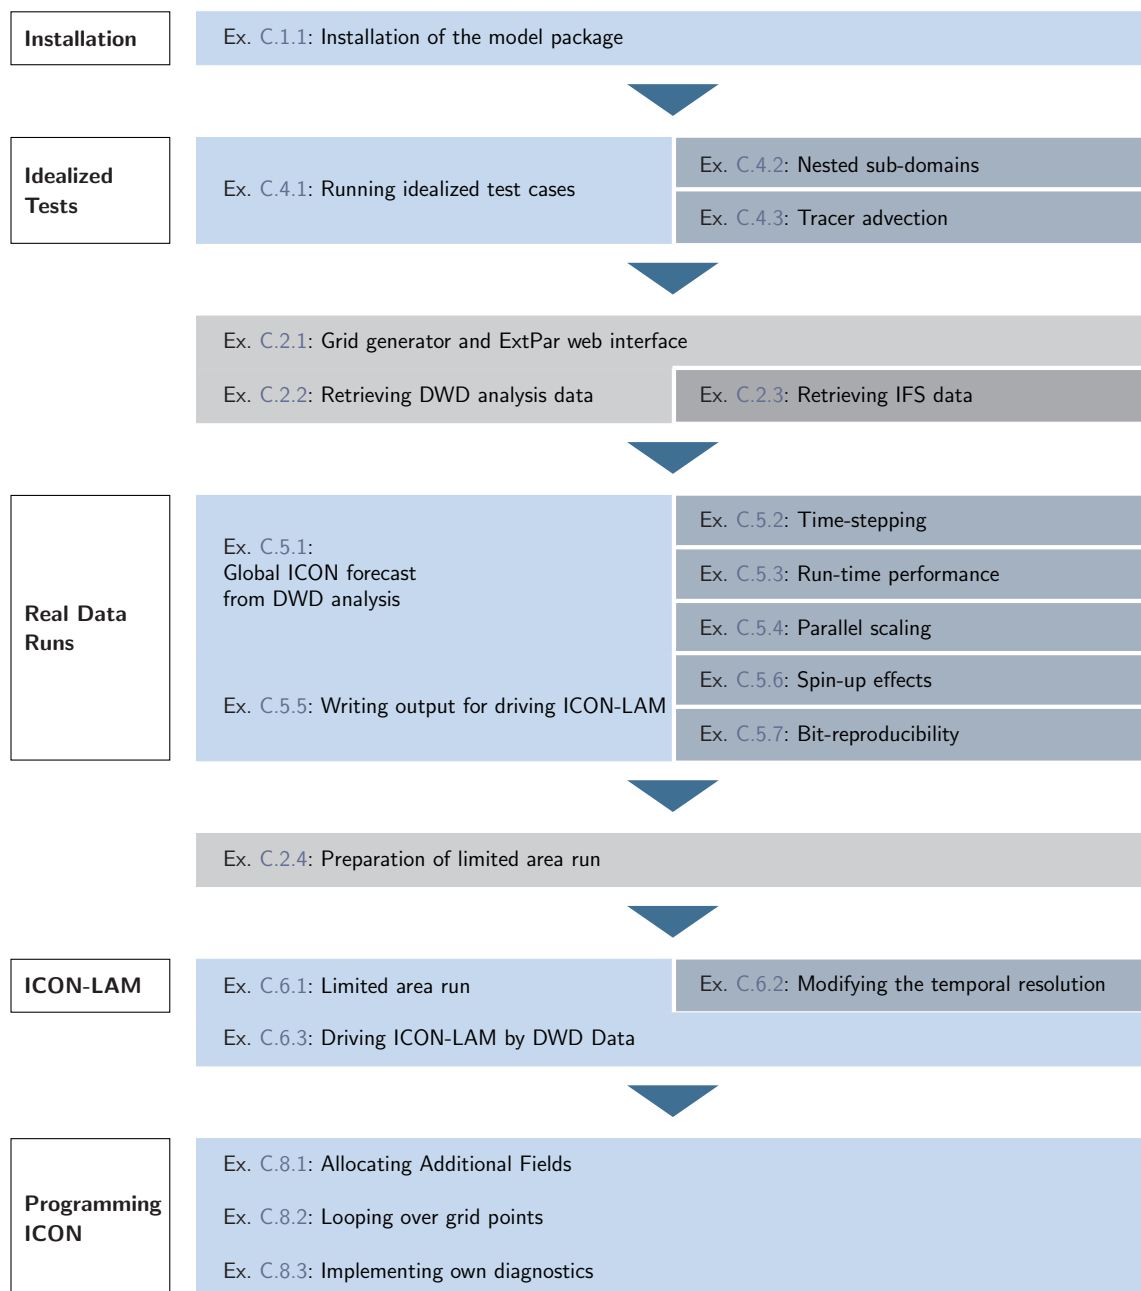 Installation
Ex. C.1.1: Installation of the model package
Idealized
Tests
Ex. C.4.1: Running idealized test cases
Ex. C.4.2: Nested sub-domains
Ex. C.4.3: Tracer advection
Ex. C.2.1: Grid generator and ExtPar web interface
Ex. C.2.2: Retrieving DWD analysis data
Ex. C.2.3: Retrieving IFS data
Real Data
Runs
Ex. C.5.1:
Global ICON forecast
from DWD analysis
Ex. C.5.5: Writing output for driving ICON-LAM
Ex. C.5.2: Time-stepping
Ex. C.5.3: Run-time performance
Ex. C.5.4: Parallel scaling
Ex. C.5.6: Spin-up effects
Ex. C.5.7: Bit-reproducibility
Ex. C.2.4: Preparation of limited area run
ICON-LAM
Ex. C.6.1: Limited area run
Ex. C.6.2: Modifying the temporal resolution
Ex. C.6.3: Driving ICON-LAM by DWD Data
Programming
ICON
Ex. C.8.1: Allocating Additional Fields
Ex. C.8.2: Looping over grid points
Ex. C.8.3: Implementing own diagnostics